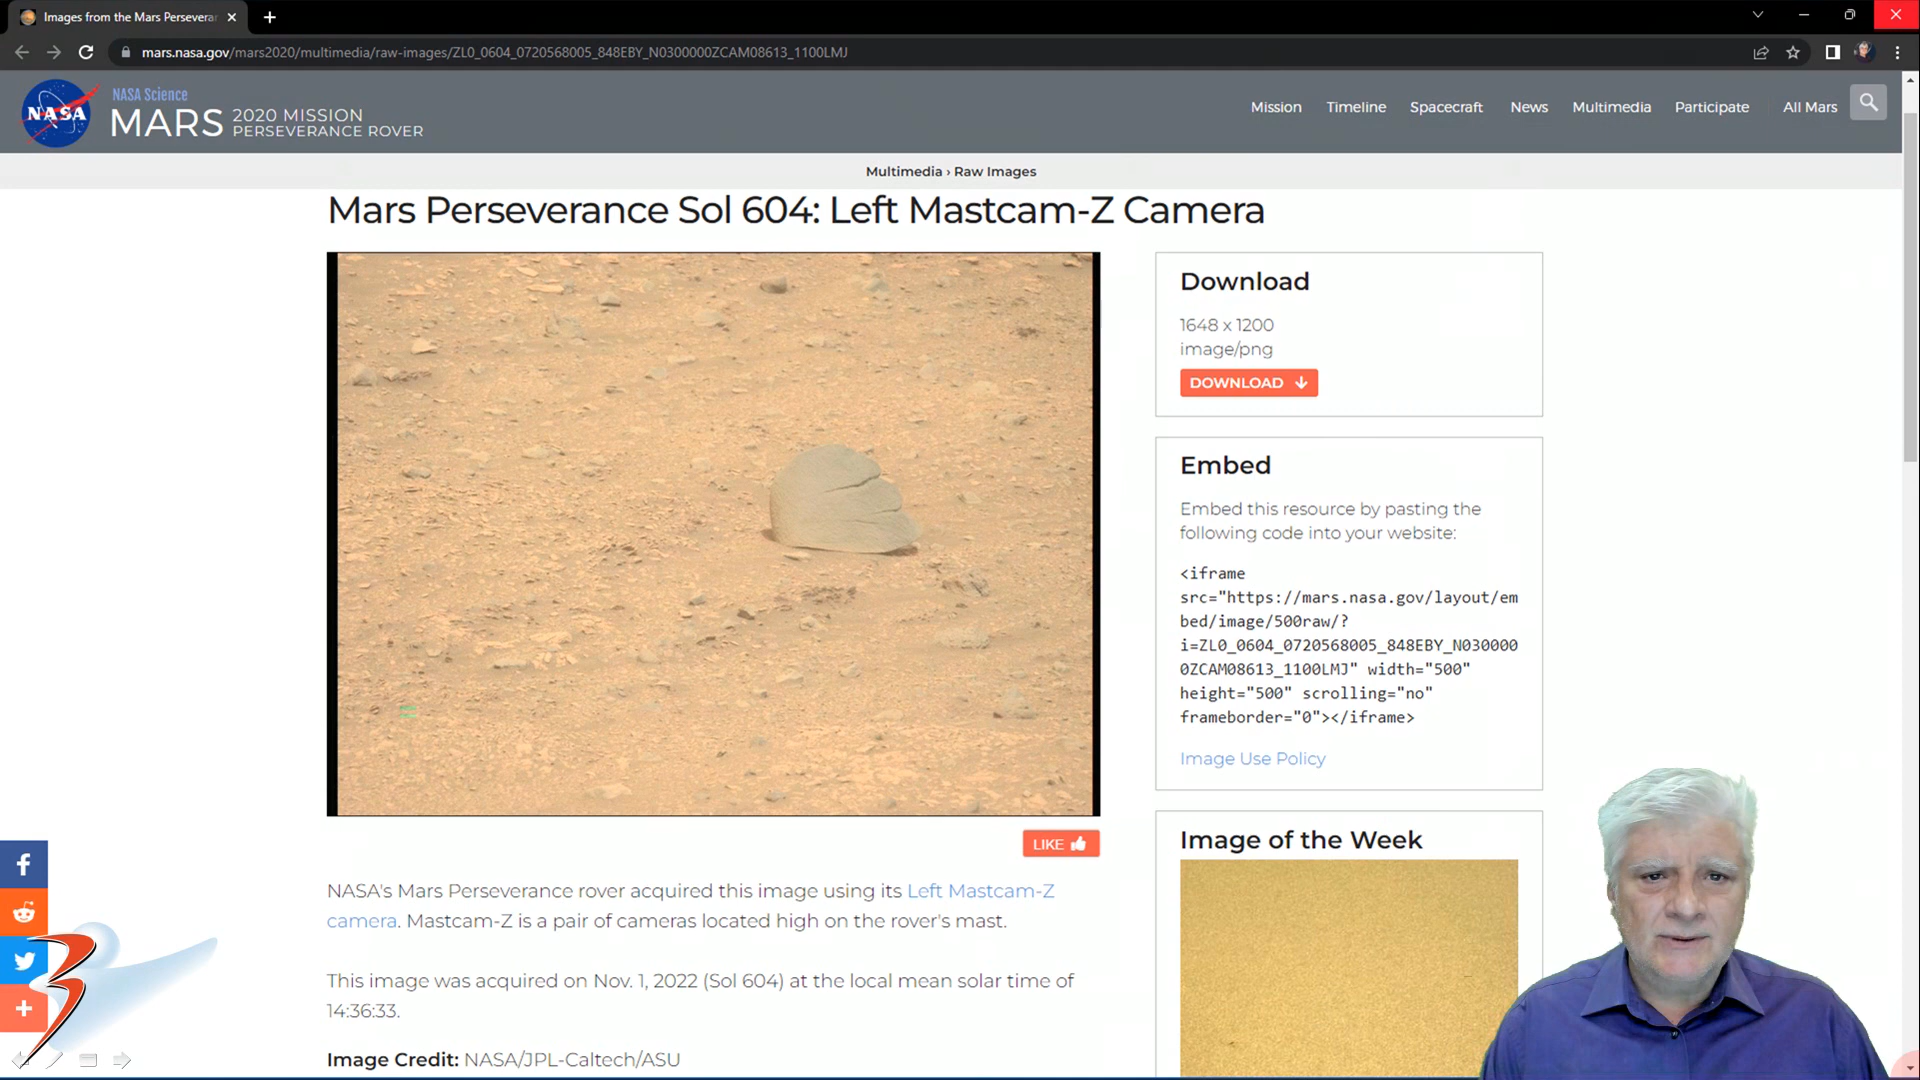 Images from the Mars Perseveran
mars.nasa.gov/mars2020/multimedia/raw-images/ZL0_0604_0720568005_848EBY_N0300000ZCAM08613_1100LMJ
NASA
NASA Science
MARS 2020 MISSION
PERSEVERANCE ROVER
Mission Timeline Spacecraft News Multimedia Participate All Mars
Multimedia › Raw Images
Mars Perseverance Sol 604: Left Mastcam-Z Camera
Download
1648 x 1200
image/png
DOWNLOAD
Embed
Embed this resource by pasting the
following code into your website:
<iframe
src="https://mars.nasa.gov/layout/em
bed/image/500raw/?
i=ZL0_0604_0720568005_848EBY_N030000
0ZCAM08613_1100LMJ" width="500"
height="500" scrolling="no"
frameborder="0"></iframe>
Image Use Policy
Image of the Week
LIKE
NASA's Mars Perseverance rover acquired this image using its Left Mastcam-Z
camera. Mastcam-Z is a pair of cameras located high on the rover's mast.
This image was acquired on Nov. 1, 2022 (Sol 604) at the local mean solar time of
14:36:33.
Image Credit: NASA/JPL-Caltech/ASU